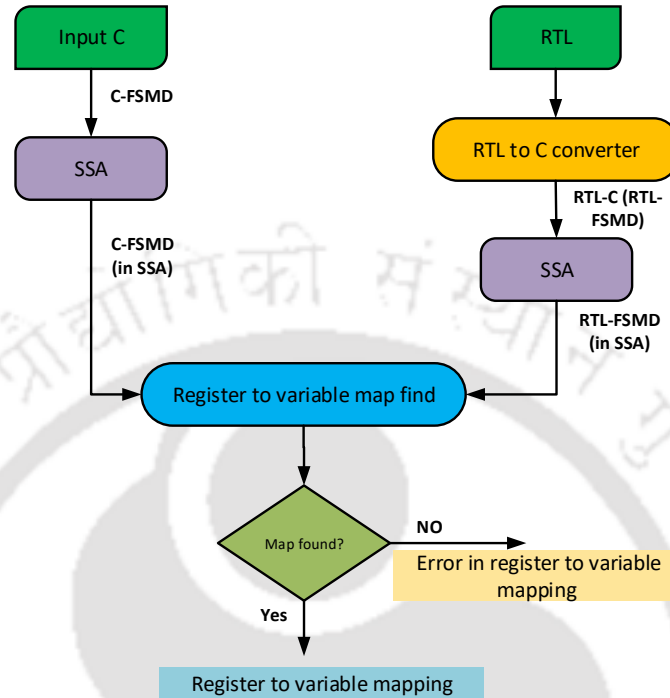 Input C
RTL
C-FSMD
SSA
RTL to C converter
RTL-C (RTL-
FSMD)
C-FSMD
(in SSA)
SSA
RTL-FSMD
(in SSA)
Register to variable map find
Map found?
NO
Error in register to variable
mapping
Yes
Register to variable mapping